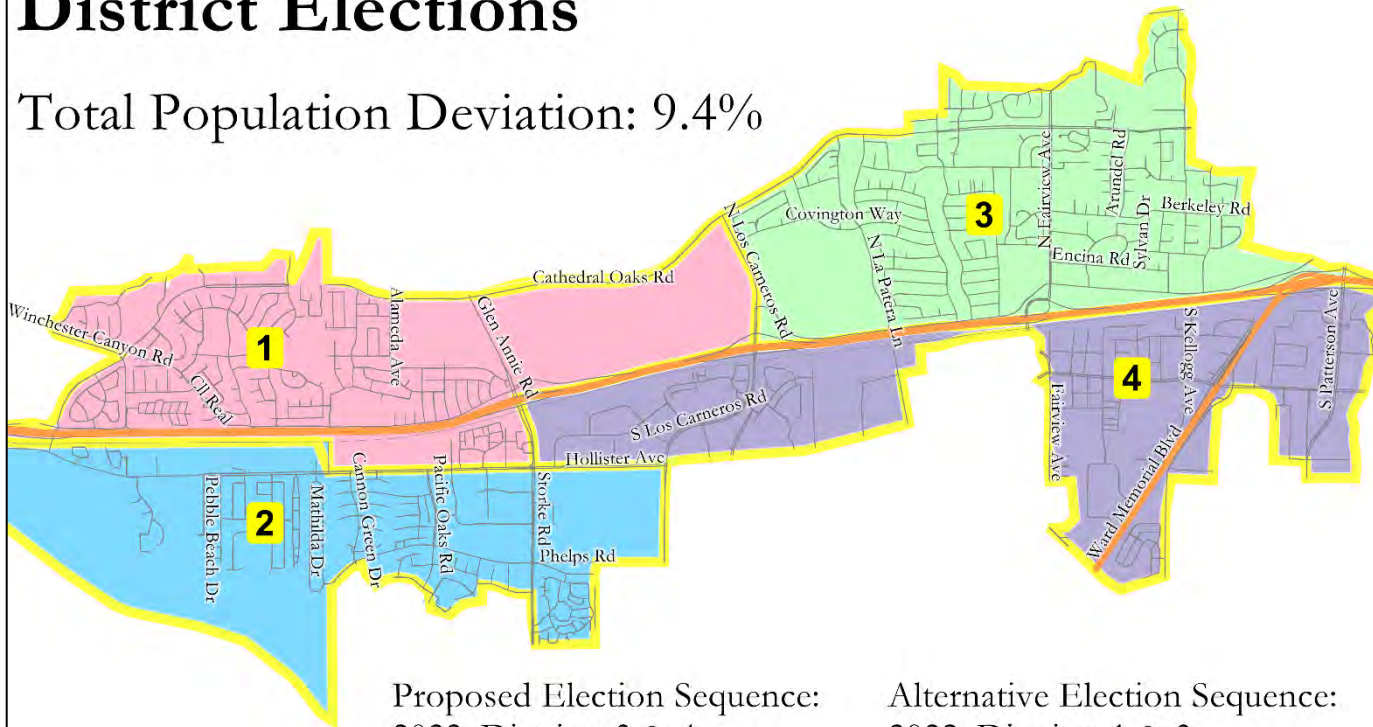 District Elections
Total Population Deviation: 9.4%
N Fairview Ave
Arundel Rd
Covington Way
3
Berkeley Rd
N Los Carneros Rd
Sylvan Dr
N La Patera Ln
Encina Rd
Cathedral Oaks Rd
Winchester Canyon Rd
1
Alameda Ave
Glen Annie Rd
Cll Real
S Kellogg Ave
S Patterson Ave
4
S Los Carneros Rd
Fairview Ave
Hollister Ave
Ward Memorial Blvd
Pebble Beach Dr
2
Mathilda Dr
Cannon Green Dr
Pacific Oaks Rd
Storke Rd
Phelps Rd
Proposed Election Sequence:
Alternative Election Sequence: